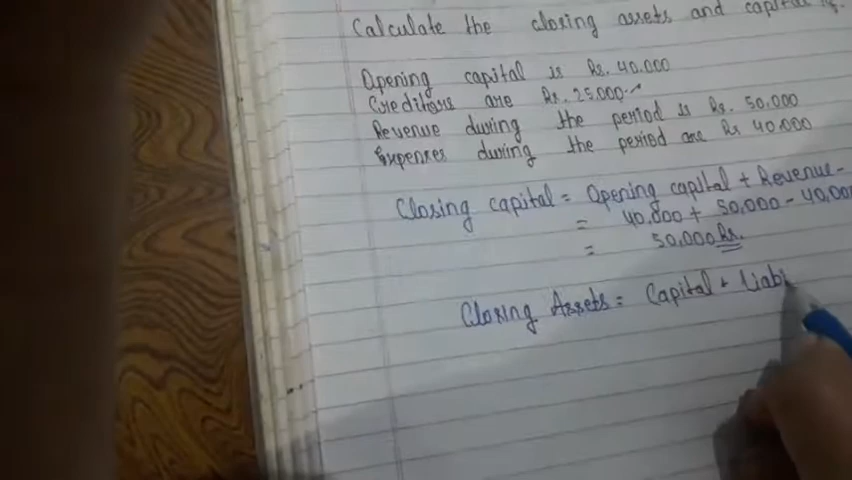 Calculate the closing assets and capital if.
Opening capital is Rs. 40.000
Creditors are Rs. 25.000
Revenue during the period is Rs. 50.000
Expenses during the period are Rs 40.000
Closing capital = Opening capital + Revenue -
= 40.000 + 50.000 - 40.000
= 50.000 Rs.
Closing Assets = Capital + Liabi